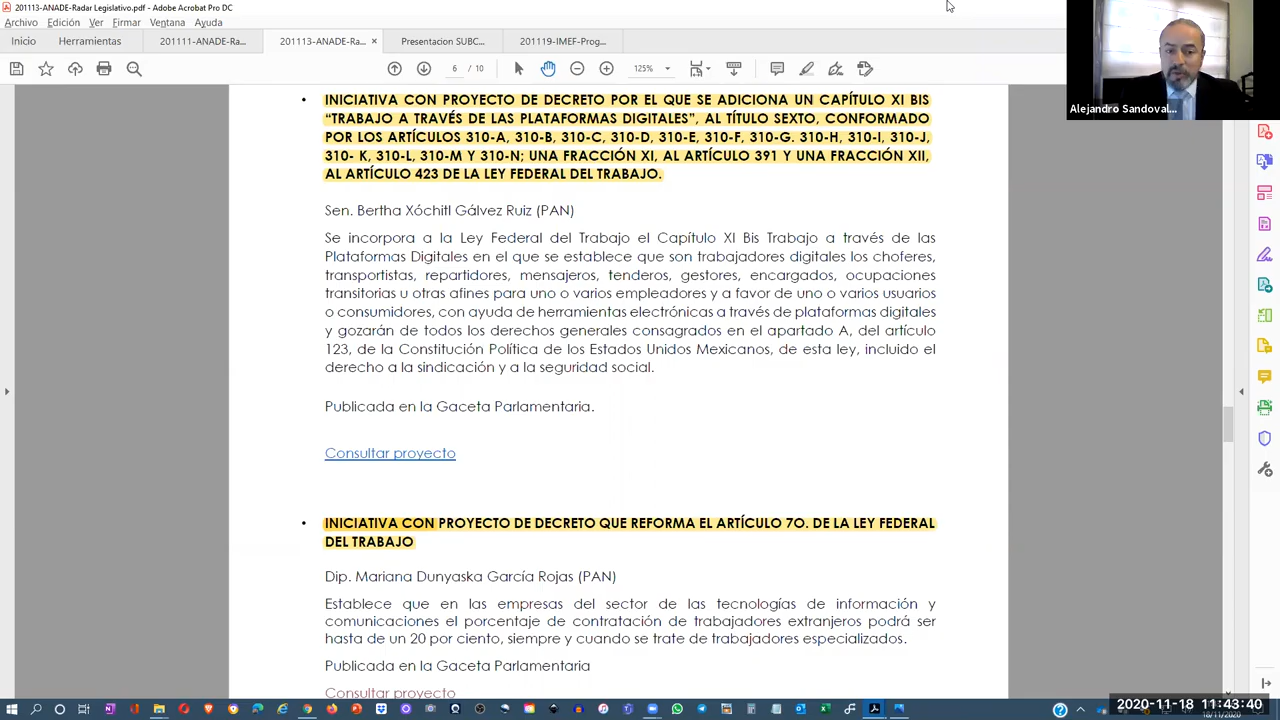 201113-ANADE-Radar Legislativo.pdf - Adobe Acrobat Pro DC
Archivo Edición Ver Firmar Ventana Ayuda
Inicio Herramientas 201111-ANADE-Ra... 201113-ANADE-Ra... × Presentacion SUBC... 201119-IMEF-Prog...
6 / 10 125%
Alejandro Sandoval...
• INICIATIVA CON PROYECTO DE DECRETO POR EL QUE SE ADICIONA UN CAPÍTULO XI BIS
“TRABAJO A TRAVÉS DE LAS PLATAFORMAS DIGITALES”, AL TÍTULO SEXTO, CONFORMADO
POR LOS ARTÍCULOS 310-A, 310-B, 310-C, 310-D, 310-E, 310-F, 310-G. 310-H, 310-I, 310-J,
310- K, 310-L, 310-M Y 310-N; UNA FRACCIÓN XI, AL ARTÍCULO 391 Y UNA FRACCIÓN XII,
AL ARTÍCULO 423 DE LA LEY FEDERAL DEL TRABAJO.
Sen. Bertha Xóchitl Gálvez Ruiz (PAN)
Se incorpora a la Ley Federal del Trabajo el Capítulo XI Bis Trabajo a través de las
Plataformas Digitales en el que se establece que son trabajadores digitales los choferes,
transportistas, repartidores, mensajeros, tenderos, gestores, encargados, ocupaciones
transitorias u otras afines para uno o varios empleadores y a favor de uno o varios usuarios
o consumidores, con ayuda de herramientas electrónicas a través de plataformas digitales
y gozarán de todos los derechos generales consagrados en el apartado A, del artículo
123, de la Constitución Política de los Estados Unidos Mexicanos, de esta ley, incluido el
derecho a la sindicación y a la seguridad social.
Publicada en la Gaceta Parlamentaria.
Consultar proyecto
• INICIATIVA CON PROYECTO DE DECRETO QUE REFORMA EL ARTÍCULO 7O. DE LA LEY FEDERAL
DEL TRABAJO
Dip. Mariana Dunyaska García Rojas (PAN)
Establece que en las empresas del sector de las tecnologías de información y
comunicaciones el porcentaje de contratación de trabajadores extranjeros podrá ser
hasta de un 20 por ciento, siempre y cuando se trate de trabajadores especializados.
Publicada en la Gaceta Parlamentaria
Consultar proyecto
2020-11-18 11:43:40
18/11/2020